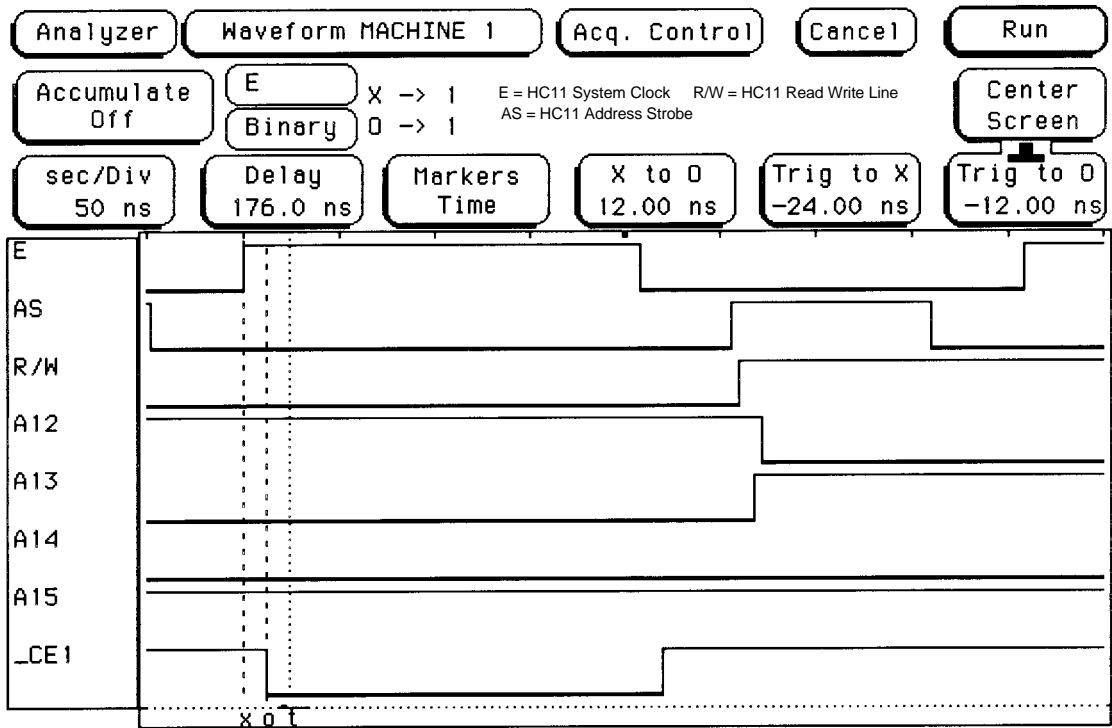 Analyzer Waveform MACHINE 1 Acq. Control Cancel Run
Accumulate Off
E
Binary
X -> 1
O -> 1
E = HC11 System Clock R/W = HC11 Read Write Line
AS = HC11 Address Strobe
Center Screen
sec/Div
50 ns
Delay
176.0 ns
Markers
Time
X to O
12.00 ns
Trig to X
-24.00 ns
Trig to O
-12.00 ns
E
AS
R/W
A12
A13
A14
A15
_CE1
x o t